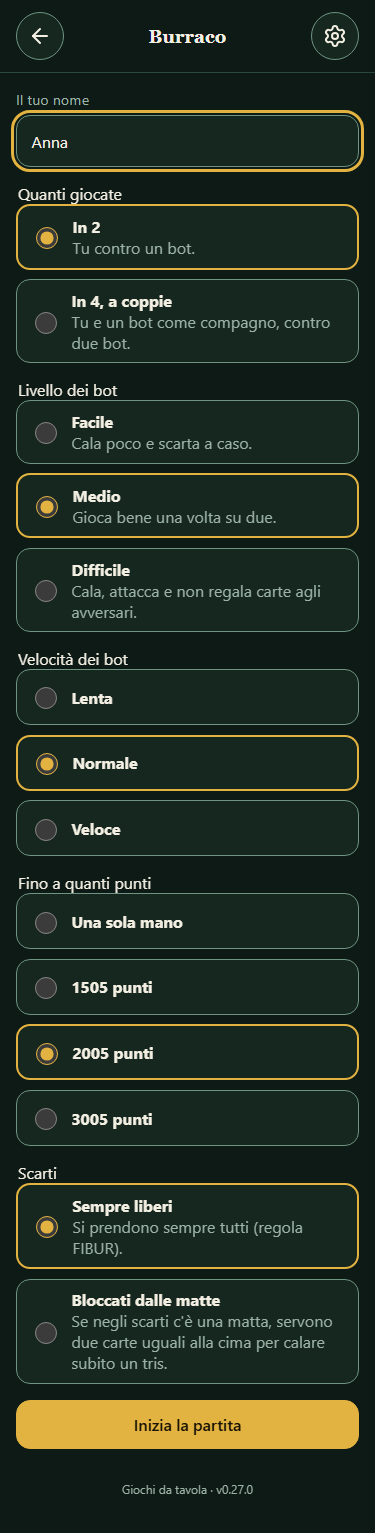 Burraco
Il tuo nome
Anna
Quanti giocate
In 2
Tu contro un bot.
In 4, a coppie
Tu e un bot come compagno, contro
due bot.
Livello dei bot
Facile
Cala poco e scarta a caso.
Medio
Gioca bene una volta su due.
Difficile
Cala, attacca e non regala carte agli
avversari.
Velocità dei bot
Lenta
Normale
Veloce
Fino a quanti punti
Una sola mano
1505 punti
2005 punti
3005 punti
Scarti
Sempre liberi
Si prendono sempre tutti (regola
FIBUR).
Bloccati dalle matte
Se negli scarti c'è una matta, servono
due carte uguali alla cima per calare
subito un tris.
Inizia la partita
Giochi da tavola · v0.27.0